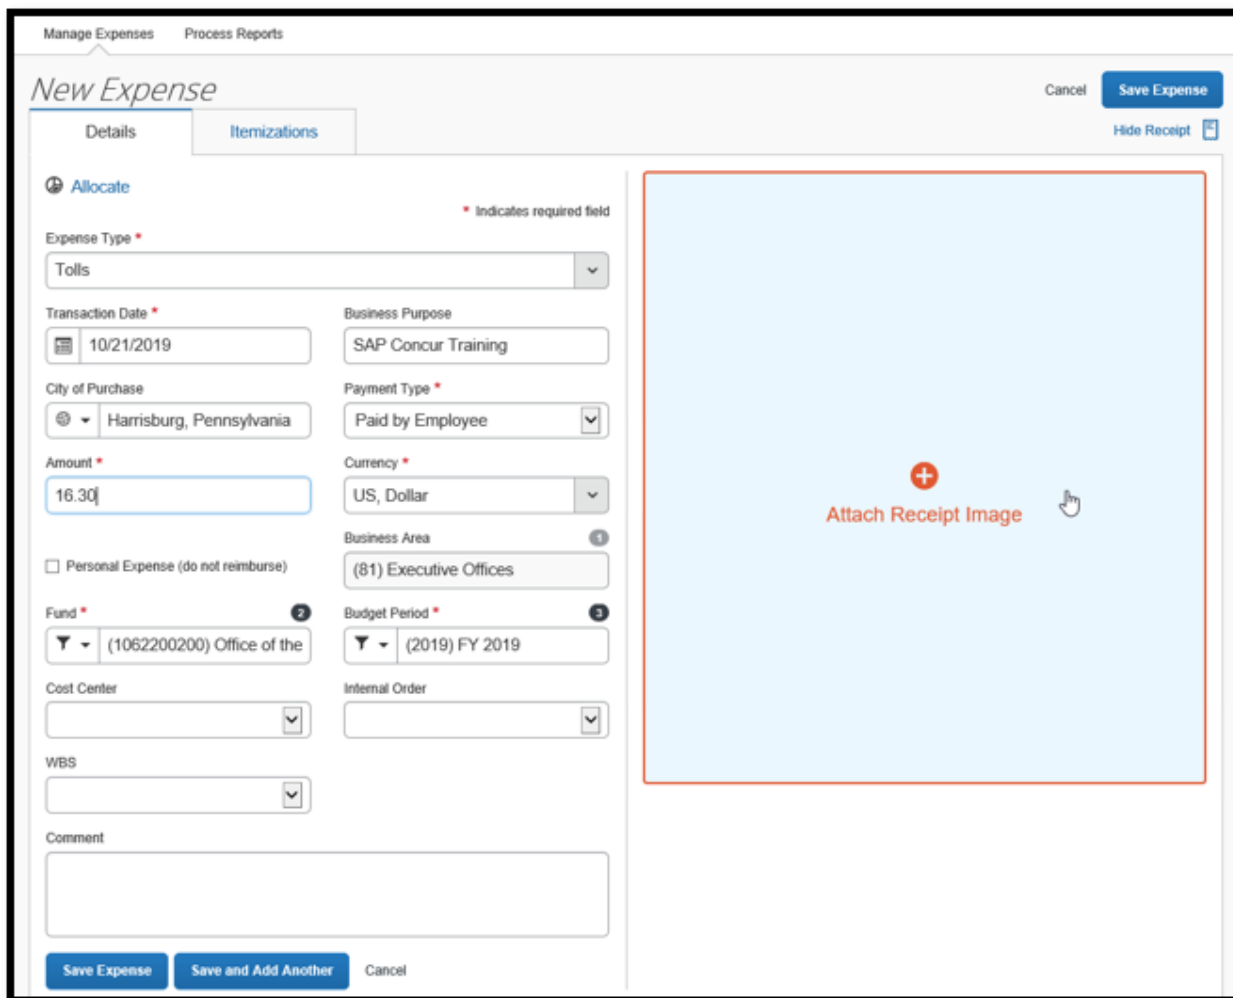 Manage Expenses Process Reports
New Expense
Cancel Save Expense
Details Itemizations
Hide Receipt
Allocate
* Indicates required field
Expense Type *
Tolls
Transaction Date * Business Purpose
10/21/2019 SAP Concur Training
City of Purchase Payment Type *
Harrisburg, Pennsylvania Paid by Employee
Amount * Currency *
16.30 US, Dollar
Attach Receipt Image
Business Area 1
Personal Expense (do not reimburse) (81) Executive Offices
Fund * 2 Budget Period * 3
(1062200200) Office of the (2019) FY 2019
Cost Center Internal Order
WBS
Comment
Save Expense Save and Add Another Cancel